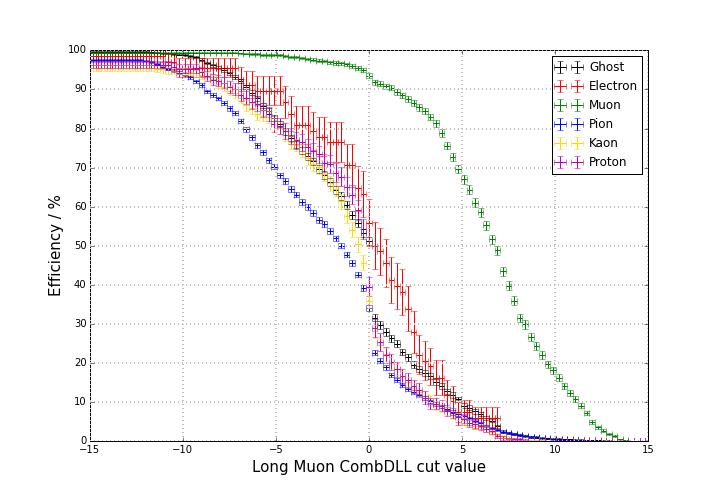 100
90
80
70
60
50
40
30
20
10
0
Efficiency / %
−15
−10
−5
0
5
10
15
Long Muon CombDLL cut value
Ghost
Electron
Muon
Pion
Kaon
Proton